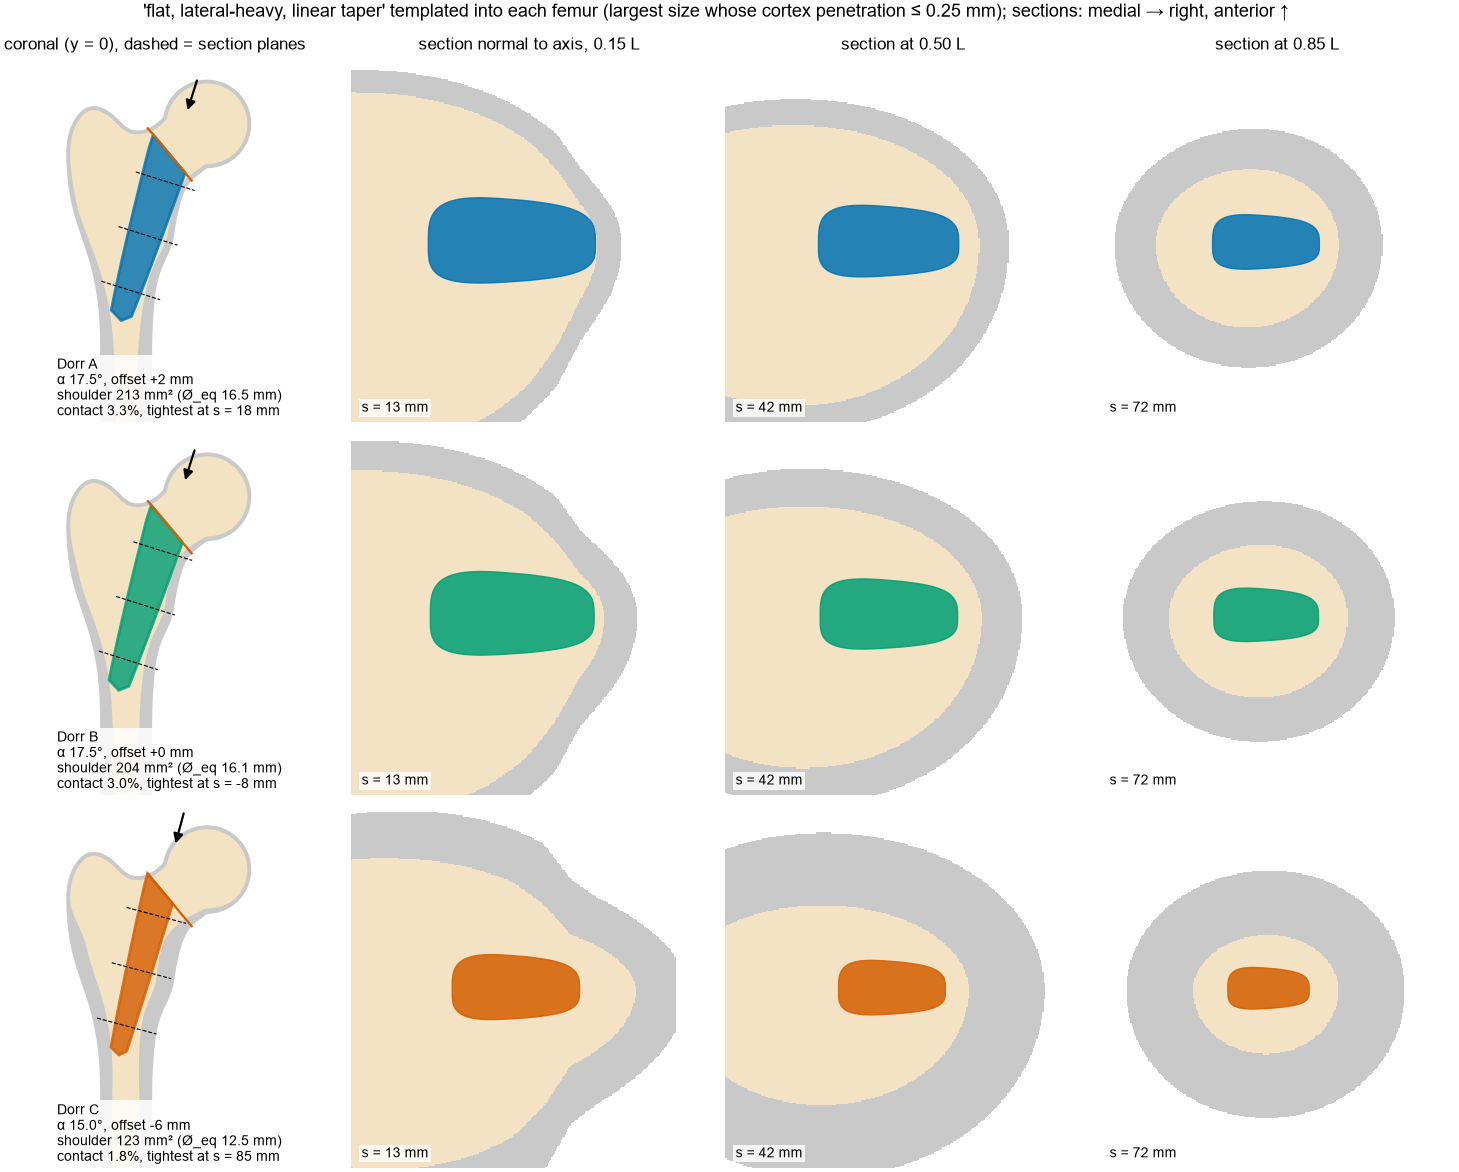 'flat, lateral-heavy, linear taper' templated into each femur (largest size whose cortex penetration ≤ 0.25 mm); sections: medial → right, anterior ↑
coronal (y = 0), dashed = section planes
section normal to axis, 0.15 L
section at 0.50 L
section at 0.85 L
Dorr A
α 17.5°, offset +2 mm
shoulder 213 mm² (Ø_eq 16.5 mm)
contact 3.3%, tightest at s = 18 mm
s = 13 mm
s = 42 mm
s = 72 mm
Dorr B
α 17.5°, offset +0 mm
shoulder 204 mm² (Ø_eq 16.1 mm)
contact 3.0%, tightest at s = -8 mm
s = 13 mm
s = 42 mm
s = 72 mm
Dorr C
α 15.0°, offset -6 mm
shoulder 123 mm² (Ø_eq 12.5 mm)
contact 1.8%, tightest at s = 85 mm
s = 13 mm
s = 42 mm
s = 72 mm